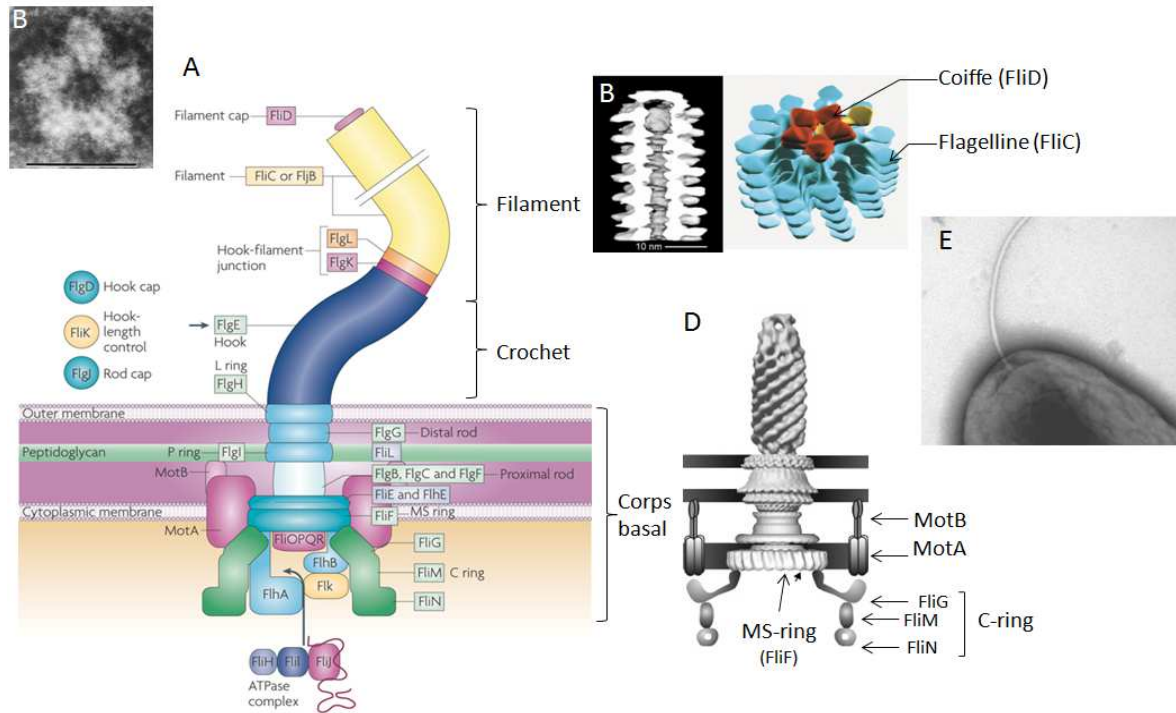 B
A
Filament cap
FliD
Filament
FliC or FljB
Hook-filament
junction
FlgL
FlgK
FlgD
Hook cap
FliK
Hook-
length
control
FlgJ
Rod cap
FlgE
Hook
L ring
FlgH
Filament
Crochet
Outer membrane
Peptidoglycan
P ring
FlgI
MotB
Cytoplasmic membrane
MotA
FlgG
Distal rod
FliL
FlgB, FlgC and FlgF
Proximal rod
FliE and FlhE
FliF
MS ring
FliOPQR
FliG
FlhB
FliM
C ring
Flk
FlhA
FliN
FliH
FliI
FliJ
ATPase
complex
Corps
basal
B
10 nm
Coiffe (FliD)
Flagelline (FliC)
E
D
MotB
MotA
FliG
FliM
FliN
C-ring
MS-ring
(FliF)